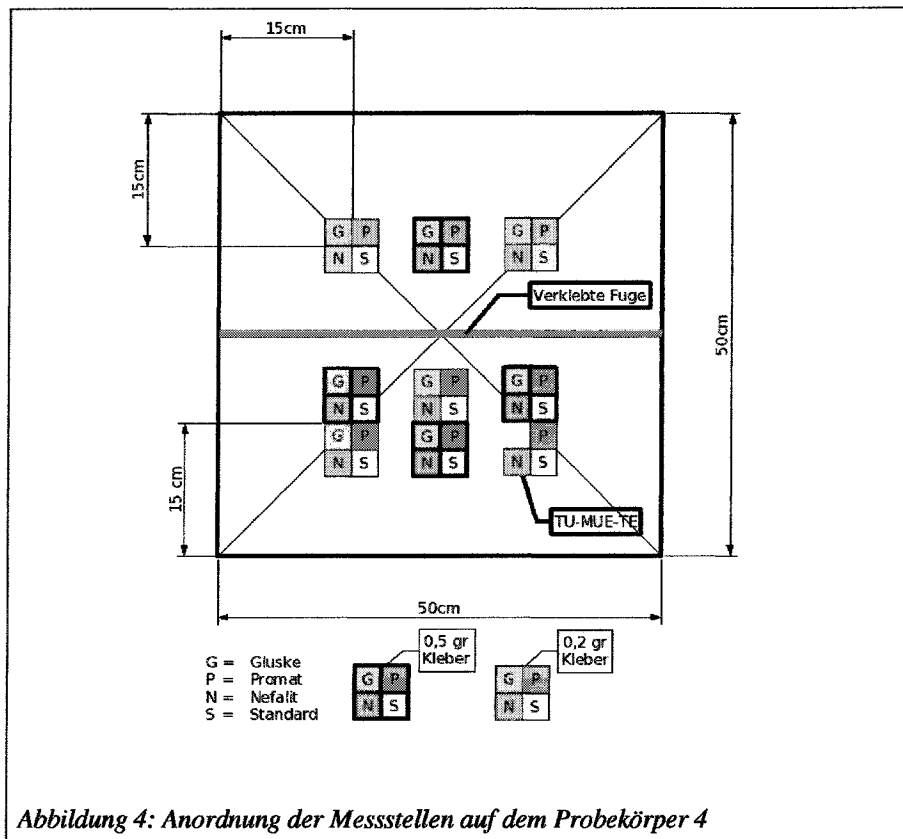 15cm
15cm
G P G P G P
N S N S N S
Verklebte Fuge
50cm
G P G P G P
N S N S N S
G P G P P
N S N S N S
15 cm
TU-MUE-TE
50cm
0,5 gr
Kleber
0,2 gr
Kleber
G = Gluske
P = Promat
N = Nefalit
S = Standard
G P G P
N S N S
Abbildung 4: Anordnung der Messstellen auf dem Probekörper 4